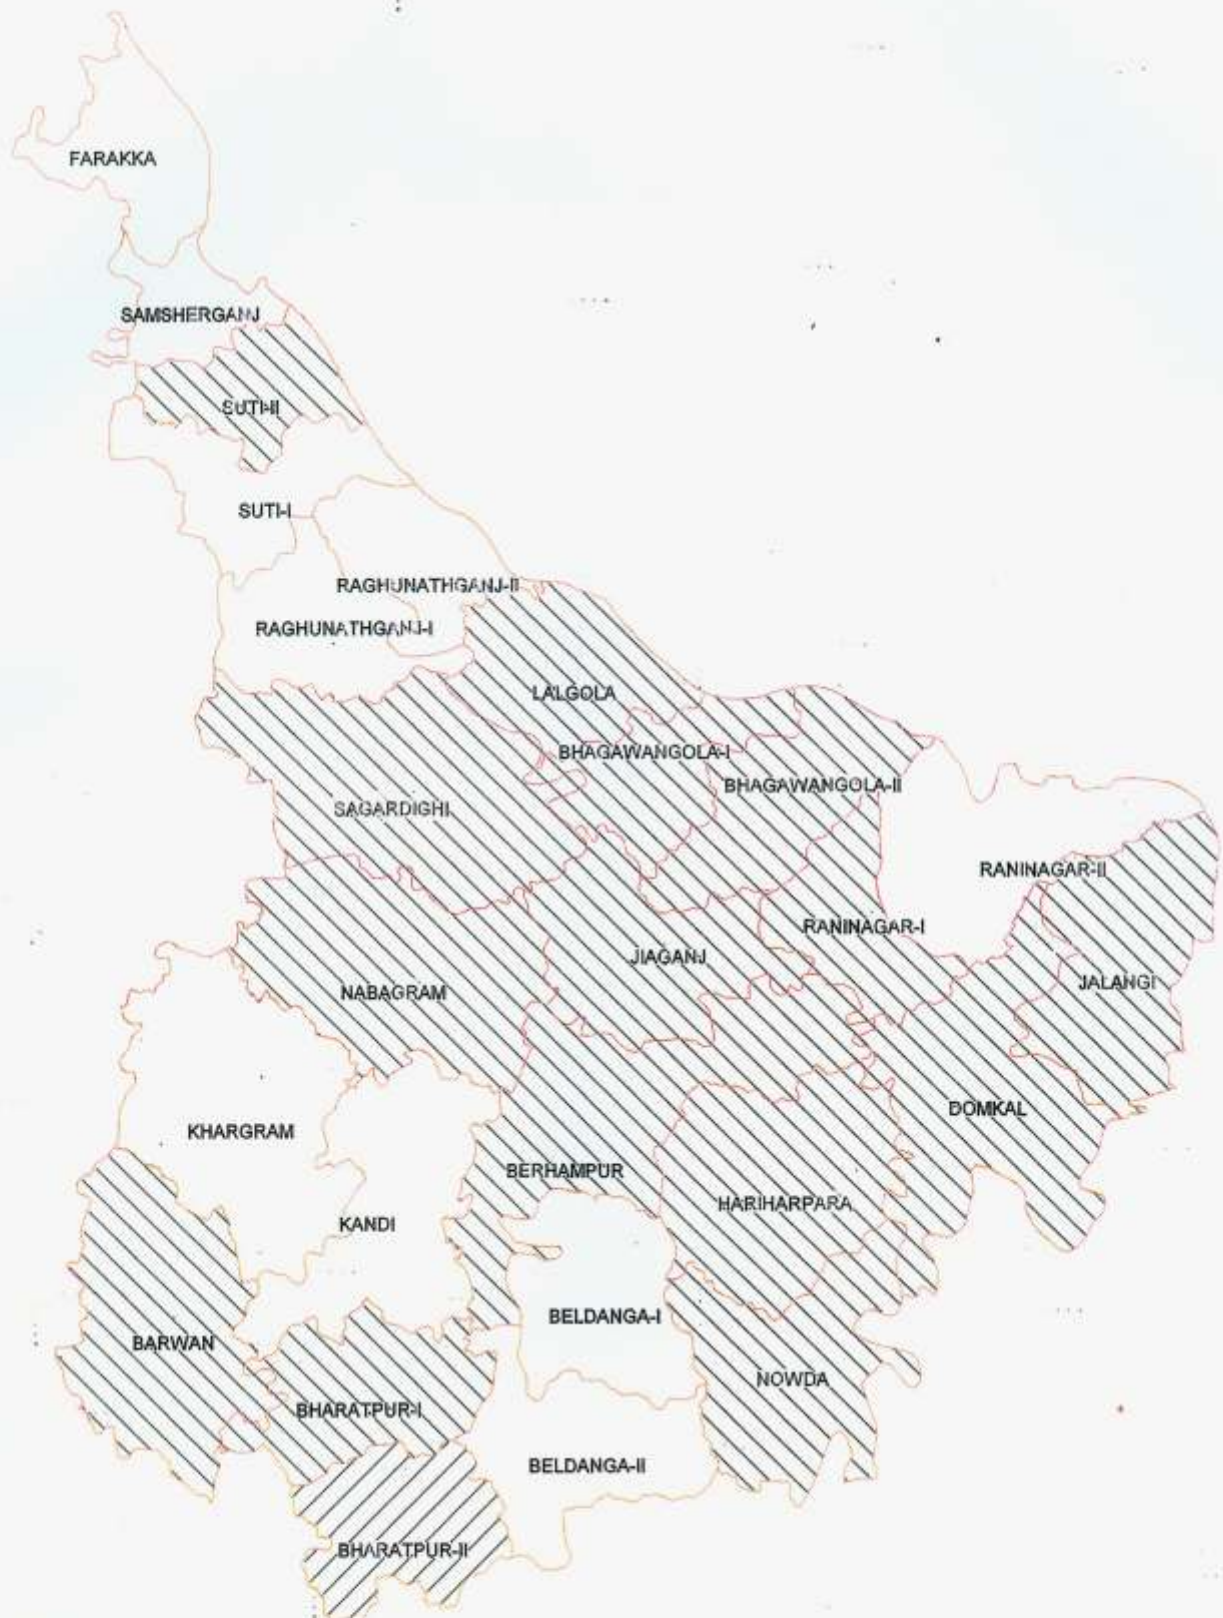 FARAKKA
SAMSHERGANJ
SUTI-II
SUTI-I
RAGHUNATHGANJ-II
RAGHUNATHGANJ-I
LALGOLA
BHAGAWANGOLA-I
BHAGAWANGOLA-II
SAGARDIGHI
RANINAGAR-II
RANINAGAR-I
JIAGANJ
JALANGI
NABAGRAM
DOMKAL
KHARGRAM
BERHAMPUR
HARIHARPARA
KANDI
BELDANGA-I
BARWAN
NOWDA
BHARATPUR-I
BELDANGA-II
BHARATPUR-II